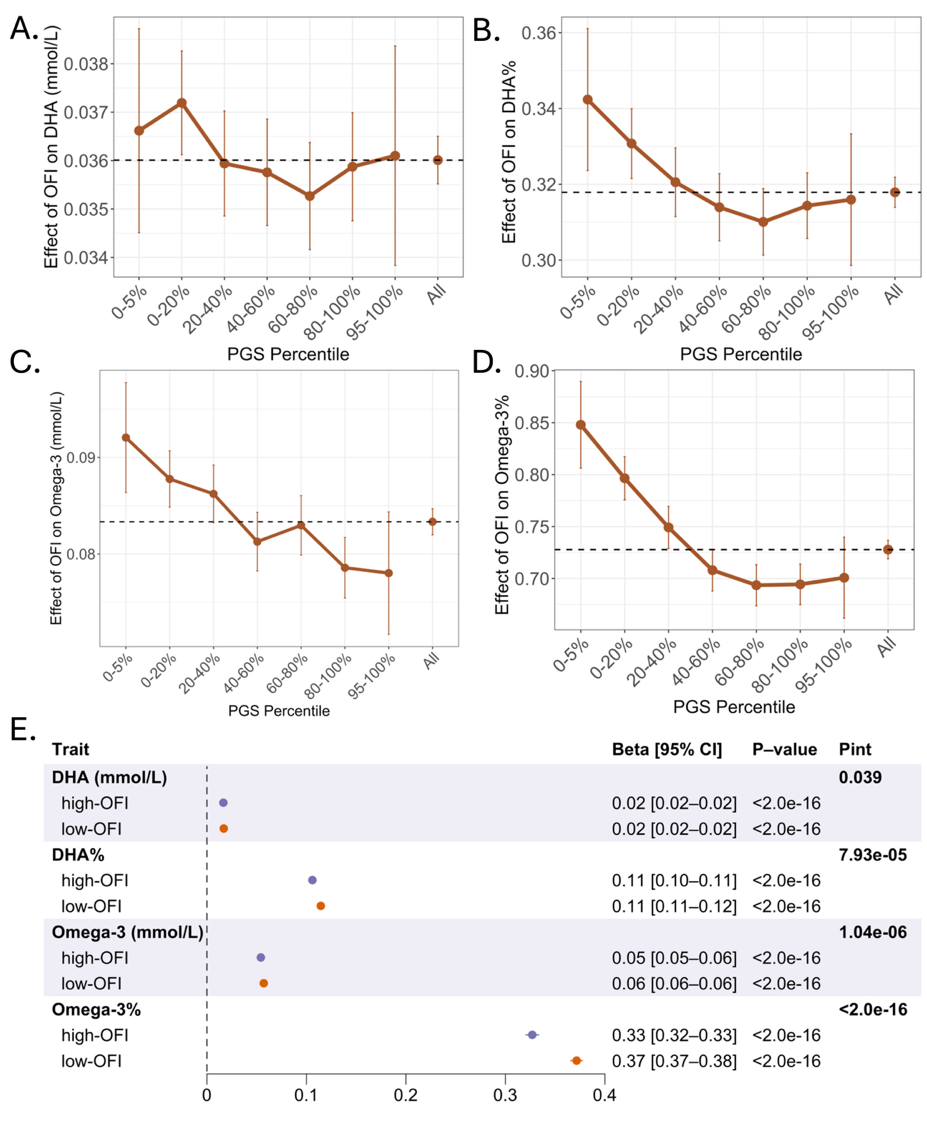 A.
Effect of OFI on DHA (mmol/L)
0.038
0.037
0.036
0.035
0.034
0-5%
0-20%
20-40%
40-60%
60-80%
80-100%
95-100%
All
PGS Percentile
B.
Effect of OFI on DHA%
0.36
0.34
0.32
0.30
0-5%
0-20%
20-40%
40-60%
60-80%
80-100%
95-100%
All
PGS Percentile
C.
Effect of OFI on Omega-3 (mmol/L)
0.09
0.08
0-5%
0-20%
20-40%
40-60%
60-80%
80-100%
95-100%
All
PGS Percentile
D.
Effect of OFI on Omega-3%
0.90
0.85
0.80
0.75
0.70
0-5%
0-20%
20-40%
40-60%
60-80%
80-100%
95-100%
All
PGS Percentile
E.
Trait Beta [95% CI] P–value Pint
DHA (mmol/L) 0.039
high-OFI 0.02 [0.02–0.02] <2.0e-16
low-OFI 0.02 [0.02–0.02] <2.0e-16
DHA% 7.93e-05
high-OFI 0.11 [0.10–0.11] <2.0e-16
low-OFI 0.11 [0.11–0.12] <2.0e-16
Omega-3 (mmol/L) 1.04e-06
high-OFI 0.05 [0.05–0.06] <2.0e-16
low-OFI 0.06 [0.06–0.06] <2.0e-16
Omega-3% <2.0e-16
high-OFI 0.33 [0.32–0.33] <2.0e-16
low-OFI 0.37 [0.37–0.38] <2.0e-16
0 0.1 0.2 0.3 0.4